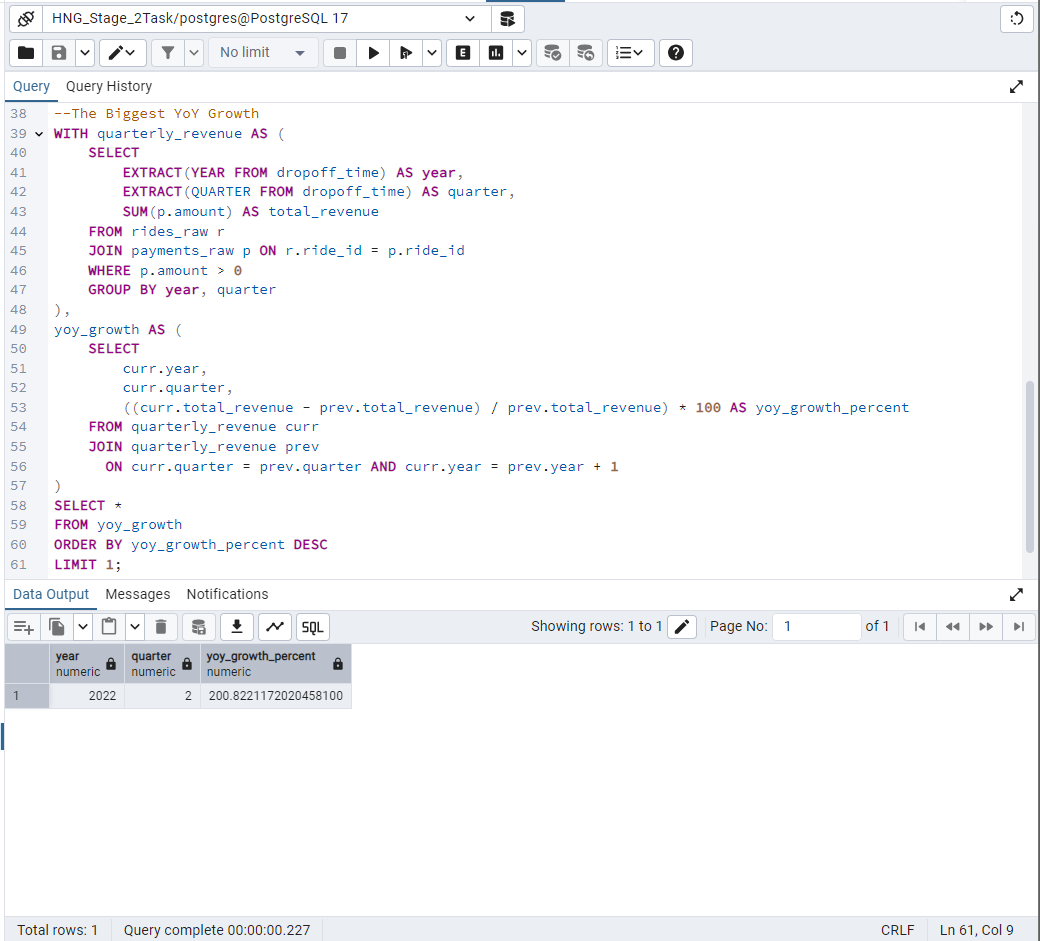 HNG_Stage_2Task/postgres@PostgreSQL 17
No limit
E
Query Query History
38 --The Biggest YoY Growth
39 WITH quarterly_revenue AS (
40 SELECT
41 EXTRACT(YEAR FROM dropoff_time) AS year,
42 EXTRACT(QUARTER FROM dropoff_time) AS quarter,
43 SUM(p.amount) AS total_revenue
44 FROM rides_raw r
45 JOIN payments_raw p ON r.ride_id = p.ride_id
46 WHERE p.amount > 0
47 GROUP BY year, quarter
48 ),
49 yoy_growth AS (
50 SELECT
51 curr.year,
52 curr.quarter,
53 ((curr.total_revenue - prev.total_revenue) / prev.total_revenue) * 100 AS yoy_growth_percent
54 FROM quarterly_revenue curr
55 JOIN quarterly_revenue prev
56 ON curr.quarter = prev.quarter AND curr.year = prev.year + 1
57 )
58 SELECT *
59 FROM yoy_growth
60 ORDER BY yoy_growth_percent DESC
61 LIMIT 1;
Data Output Messages Notifications
SQL Showing rows: 1 to 1 Page No: 1 of 1
year quarter yoy_growth_percent
numeric numeric numeric
1 2022 2 200.8221172020458100
Total rows: 1 Query complete 00:00:00.227 CRLF Ln 61, Col 9